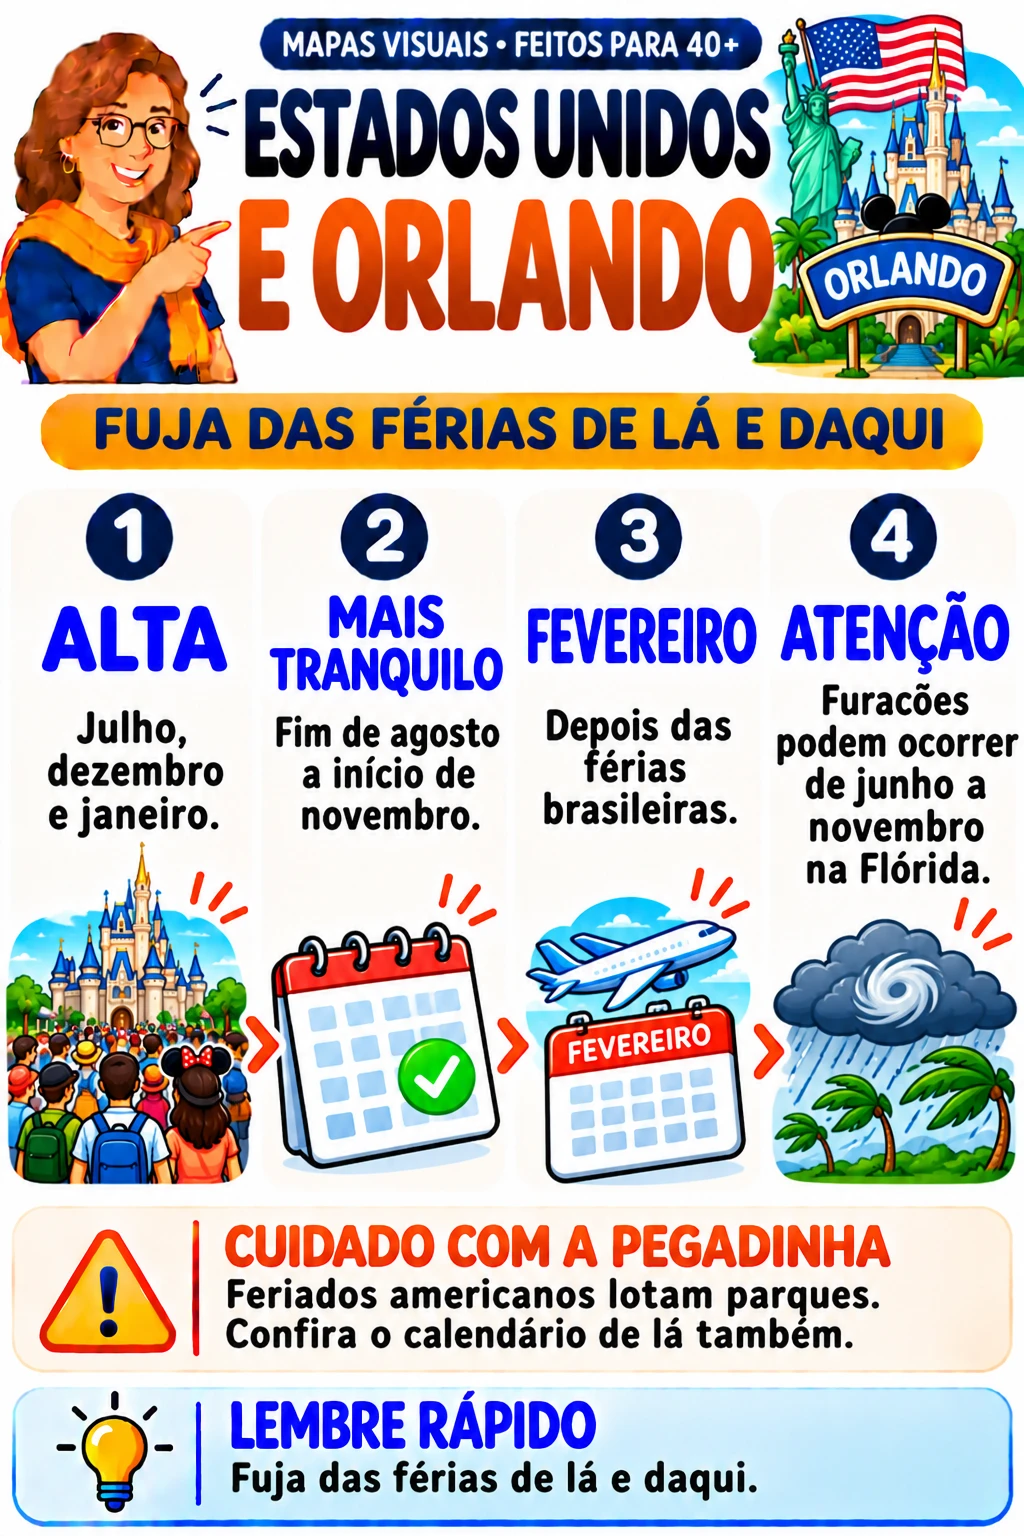 MAPAS VISUAIS • FEITOS PARA 40+
ESTADOS UNIDOS
E ORLANDO
ORLANDO
FUJA DAS FÉRIAS DE LÁ E DAQUI
1
ALTA
Julho,
dezembro
e janeiro.
2
MAIS
TRANQUILO
Fim de agosto
a início de
novembro.
3
FEVEREIRO
Depois das
férias
brasileiras.
FEVEREIRO
4
ATENÇÃO
Furacões
podem ocorrer
de junho a
novembro
na Flórida.
CUIDADO COM A PEGADINHA
Feriados americanos lotam parques.
Confira o calendário de lá também.
LEMBRE RÁPIDO
Fuja das férias de lá e daqui.